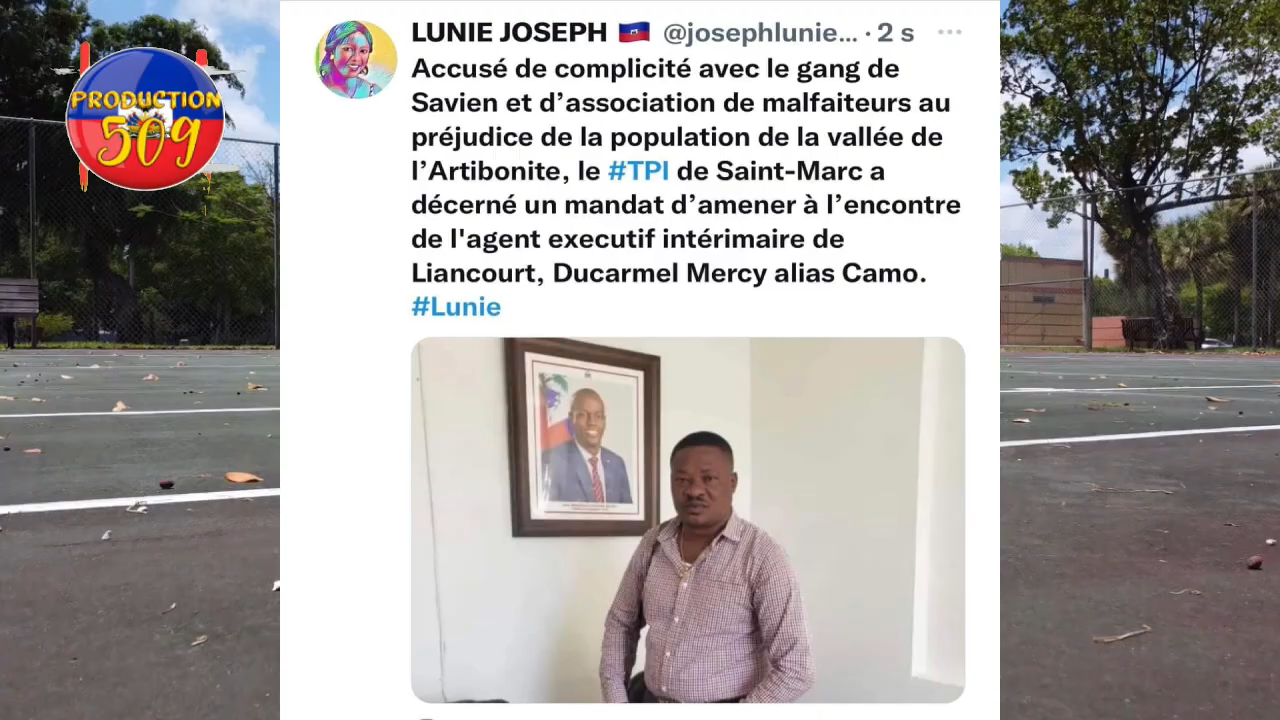 PRODUCTION
509
LUNIE JOSEPH 🇭🇹 @josephlunie... · 2 s
Accusé de complicité avec le gang de
Savien et d’association de malfaiteurs au
préjudice de la population de la vallée de
l’Artibonite, le #TPI de Saint-Marc a
décerné un mandat d’amener à l’encontre
de l'agent executif intérimaire de
Liancourt, Ducarmel Mercy alias Camo.
#Lunie